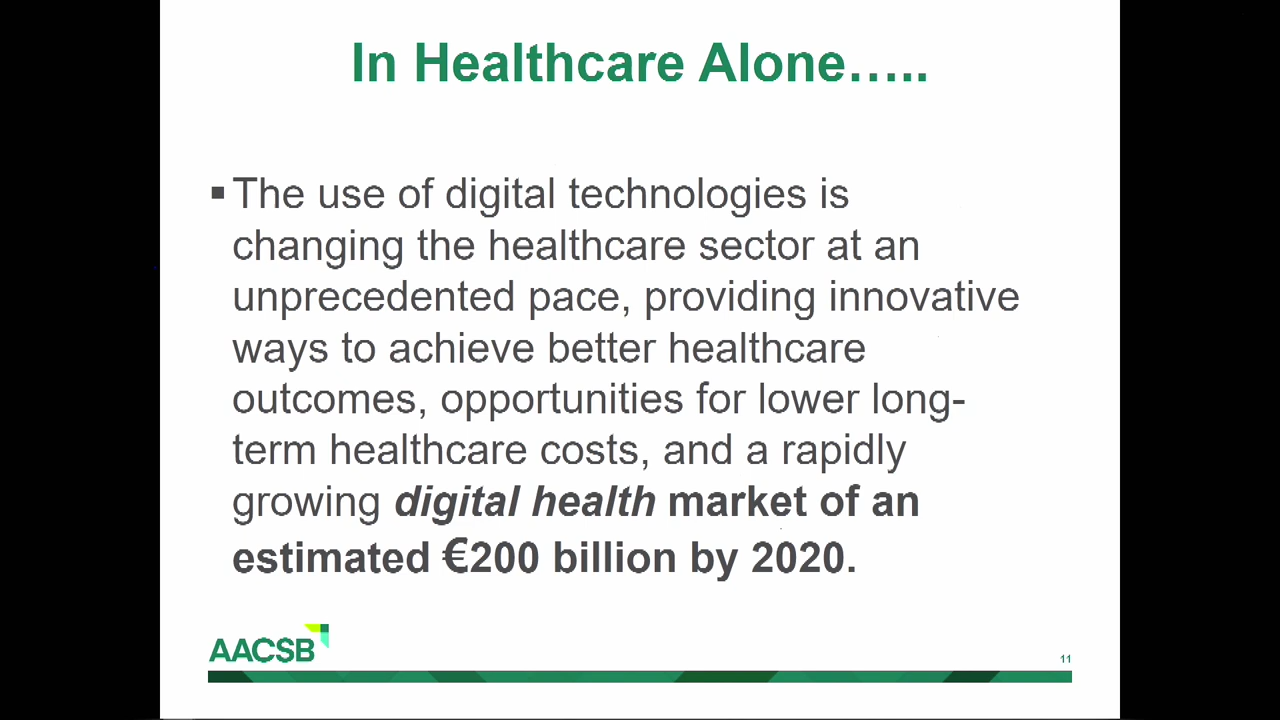 In Healthcare Alone…..
▪The use of digital technologies is
changing the healthcare sector at an
unprecedented pace, providing innovative
ways to achieve better healthcare
outcomes, opportunities for lower long-
term healthcare costs, and a rapidly
growing digital health market of an
estimated €200 billion by 2020.
AACSB
11